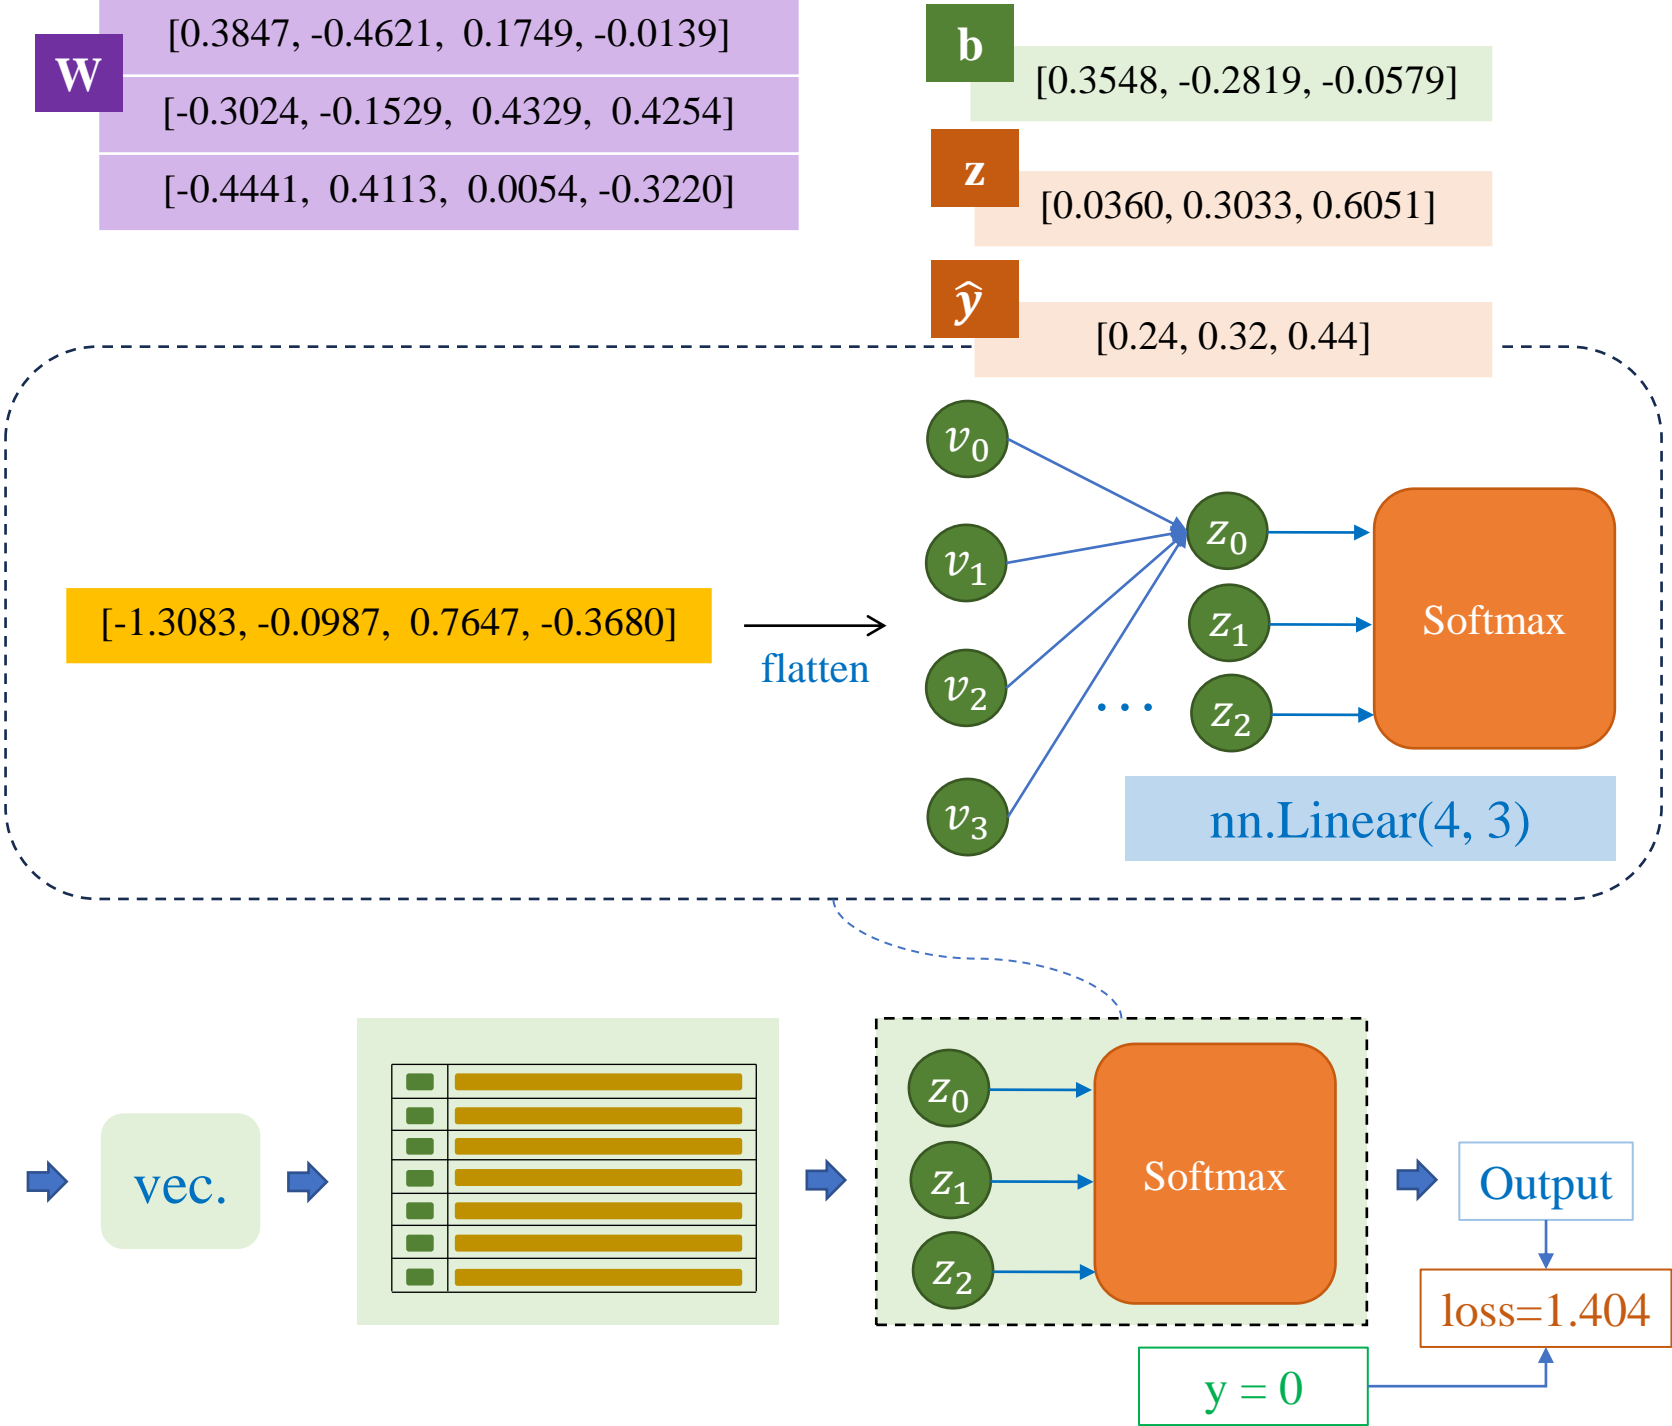 W
[0.3847, -0.4621, 0.1749, -0.0139]
[-0.3024, -0.1529, 0.4329, 0.4254]
[-0.4441, 0.4113, 0.0054, -0.3220]
b
[0.3548, -0.2819, -0.0579]
z
[0.0360, 0.3033, 0.6051]
ŷ
[0.24, 0.32, 0.44]
[-1.3083, -0.0987, 0.7647, -0.3680]
flatten
v₀
v₁
v₂
v₃
...
z₀
z₁
z₂
Softmax
nn.Linear(4, 3)
vec.
z₀
z₁
z₂
Softmax
Output
loss=1.404
y = 0